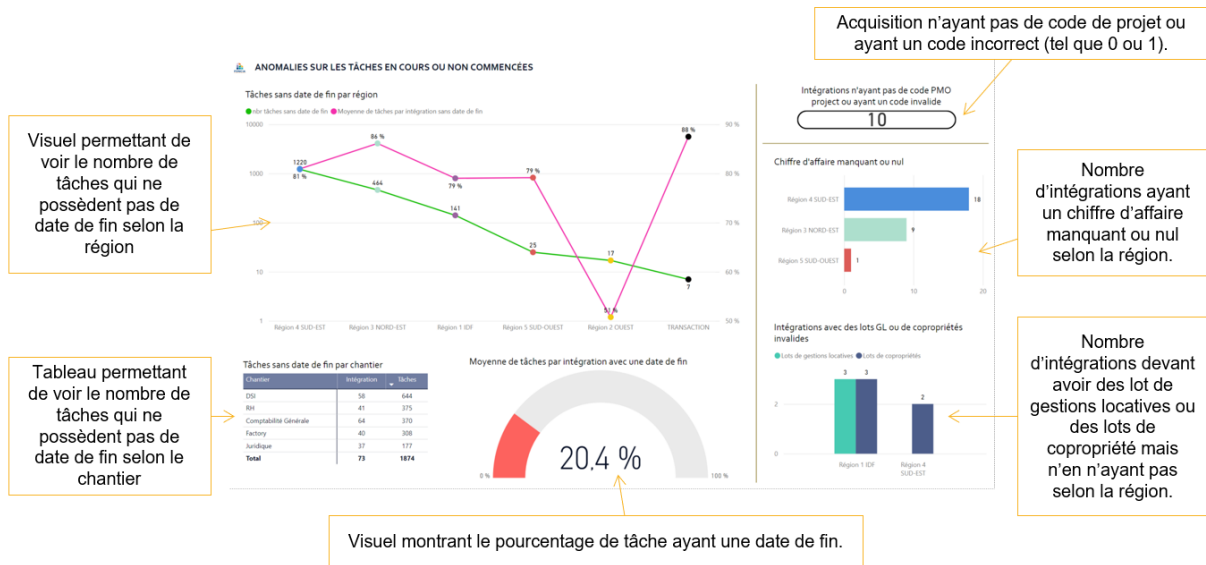 Acquisition n'ayant pas de code de projet ou
ayant un code incorrect (tel que 0 ou 1).
ANOMALIES SUR LES TÂCHES EN COURS OU NON COMMENCÉES
Tâches sans date de fin par région
Nbr tâches sans date de fin Moyenne de tâches par intégration sans date de fin
10000
1000
100
10
1
90 %
80 %
70 %
60 %
50 %
1220
81 %
86 %
464
79 %
141
79 %
25
17
51 %
88 %
7
Région 4 SUD-EST
Région 3 NORD-EST
Région 1 IDF
Région 5 SUD-OUEST
Région 2 OUEST
TRANSACTION
Visuel permettant de
voir le nombre de
tâches qui ne
possèdent pas de
date de fin selon la
région
Intégrations n'ayant pas de code PMO
project ou ayant un code invalide
10
Chiffre d'affaire manquant ou nul
Région 4 SUD-EST 18
Région 3 NORD-EST 9
Région 5 SUD-OUEST 1
0 10 20
Nombre
d'intégrations ayant
un chiffre d'affaire
manquant ou nul
selon la région.
Tableau permettant
de voir le nombre de
tâches qui ne
possèdent pas de
date de fin selon le
chantier
Tâches sans date de fin par chantier
Chantier Intégration Tâches
DSI 58 644
RH 41 375
Comptabilité Générale 64 370
Factory 40 308
Juridique 37 177
Total 73 1874
Moyenne de tâches par intégration avec une date de fin
20,4 %
0 % 100 %
Intégrations avec des lots GL ou de copropriétés
invalides
Lots de gestions locatives Lots de copropriétés
3 3
2
2
0
Région 1 IDF
Région 4
SUD-EST
Nombre
d'intégrations devant
avoir des lot de
gestions locatives ou
des lots de
copropriété mais
n'en n'ayant pas
selon la région.
Visuel montrant le pourcentage de tâche ayant une date de fin.